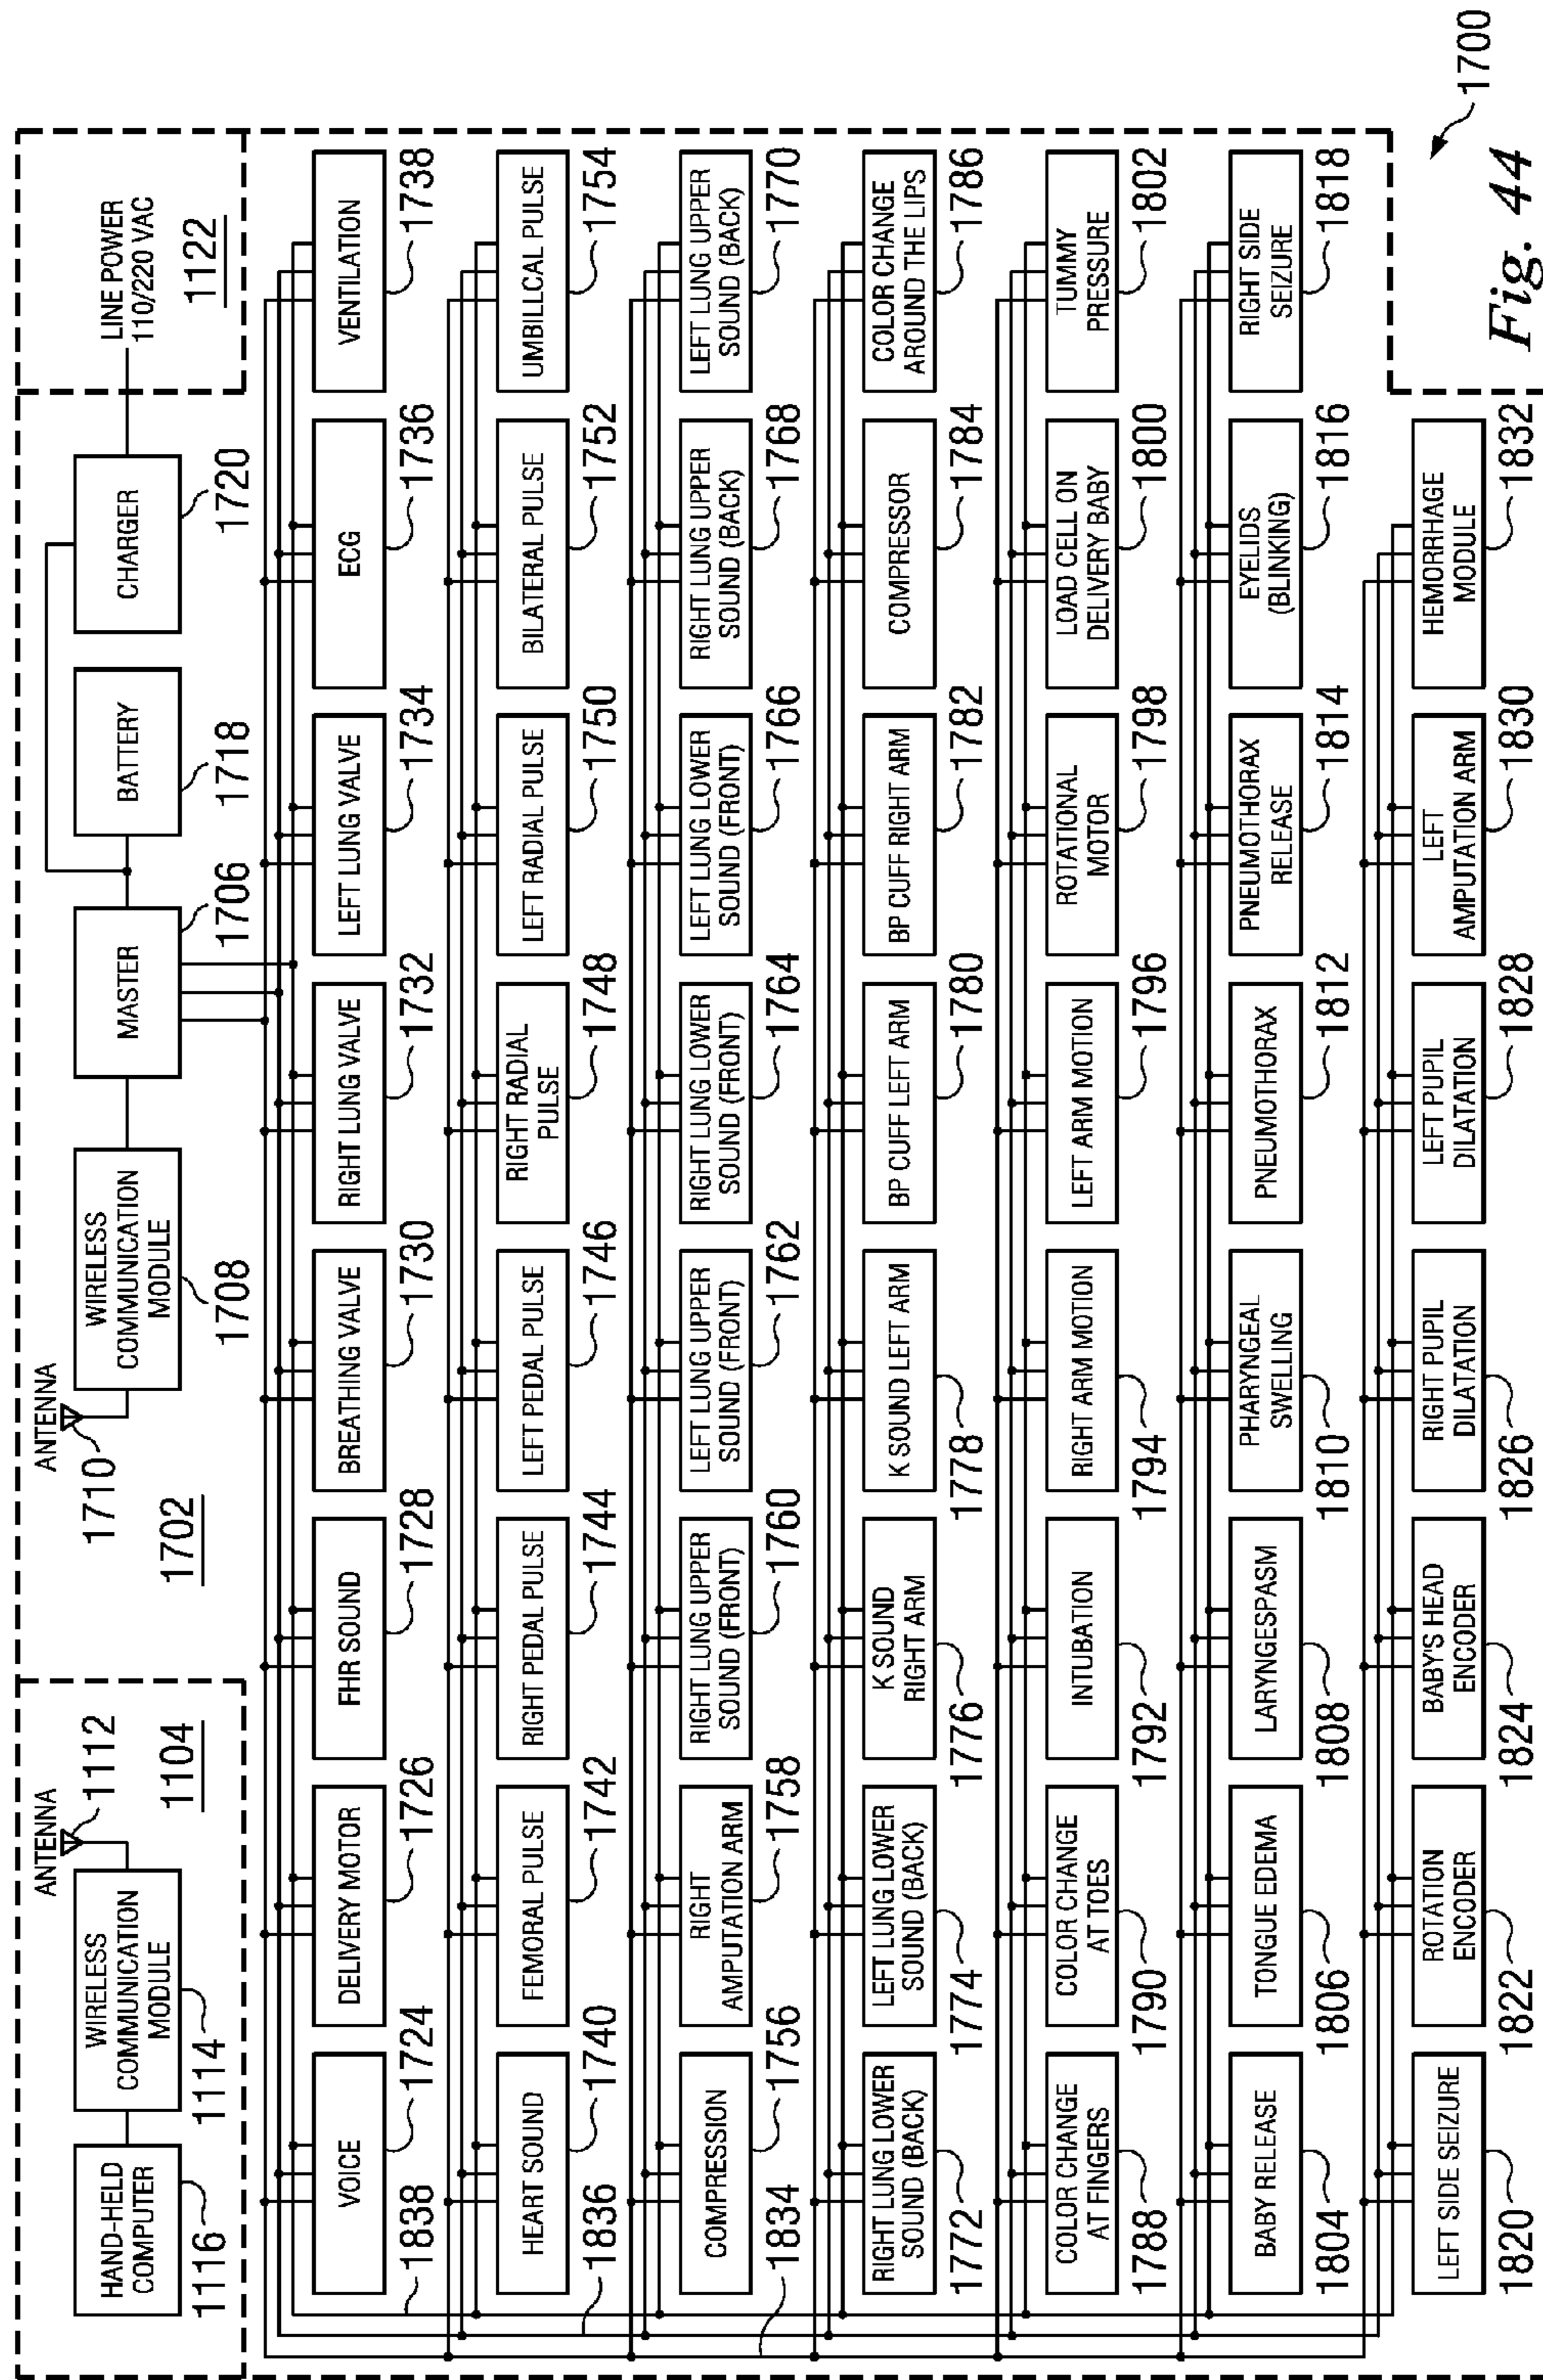 ANTENNA
1112
HAND-HELD
COMPUTER
1116
WIRELESS
COMMUNICATION
MODULE
1114
1104
ANTENNA
1710
1702
WIRELESS
COMMUNICATION
MODULE
1708
MASTER
1706
BATTERY
1718
CHARGER
1720
LINE POWER
110/220 VAC
1122
VOICE
1724
DELIVERY MOTOR
1726
FHR SOUND
1728
BREATHING VALVE
1730
RIGHT LUNG VALVE
1732
LEFT LUNG VALVE
1734
ECG
1736
VENTILATION
1738
1838
HEART SOUND
1740
FEMORAL PULSE
1742
RIGHT PEDAL PULSE
1744
LEFT PEDAL PULSE
1746
RIGHT RADIAL
PULSE
1748
LEFT RADIAL PULSE
1750
BILATERAL PULSE
1752
UMBILLCAL PULSE
1754
1836
COMPRESSION
1756
RIGHT
AMPUTATION ARM
1758
RIGHT LUNG UPPER
SOUND (FRONT)
1760
LEFT LUNG UPPER
SOUND (FRONT)
1762
RIGHT LUNG LOWER
SOUND (FRONT)
1764
LEFT LUNG LOWER
SOUND (FRONT)
1766
RIGHT LUNG UPPER
SOUND (BACK)
1768
LEFT LUNG UPPER
SOUND (BACK)
1770
1834
RIGHT LUNG LOWER
SOUND (BACK)
1772
LEFT LUNG LOWER
SOUND (BACK)
1774
K SOUND
RIGHT ARM
1776
K SOUND LEFT ARM
1778
BP CUFF LEFT ARM
1780
BP CUFF RIGHT ARM
1782
COMPRESSOR
1784
COLOR CHANGE
AROUND THE LIPS
1786
COLOR CHANGE
AT FINGERS
1788
COLOR CHANGE
AT TOES
1790
INTUBATION
1792
RIGHT ARM MOTION
1794
LEFT ARM MOTION
1796
ROTATIONAL
MOTOR
1798
LOAD CELL ON
DELIVERY BABY
1800
TUMMY
PRESSURE
1802
BABY RELEASE
1804
TONGUE EDEMA
1806
LARYNGESPASM
1808
PHARYNGEAL
SWELLING
1810
PNEUMOTHORAX
1812
PNEUMOTHORAX
RELEASE
1814
EYELIDS
(BLINKING)
1816
RIGHT SIDE
SEIZURE
1818
LEFT SIDE SEIZURE
1820
ROTATION
ENCODER
1822
BABY'S HEAD
ENCODER
1824
RIGHT PUPIL
DILATATION
1826
LEFT PUPIL
DILATATION
1828
LEFT
AMPUTATION ARM
1830
HEMORRHAGE
MODULE
1832
1700
Fig. 44